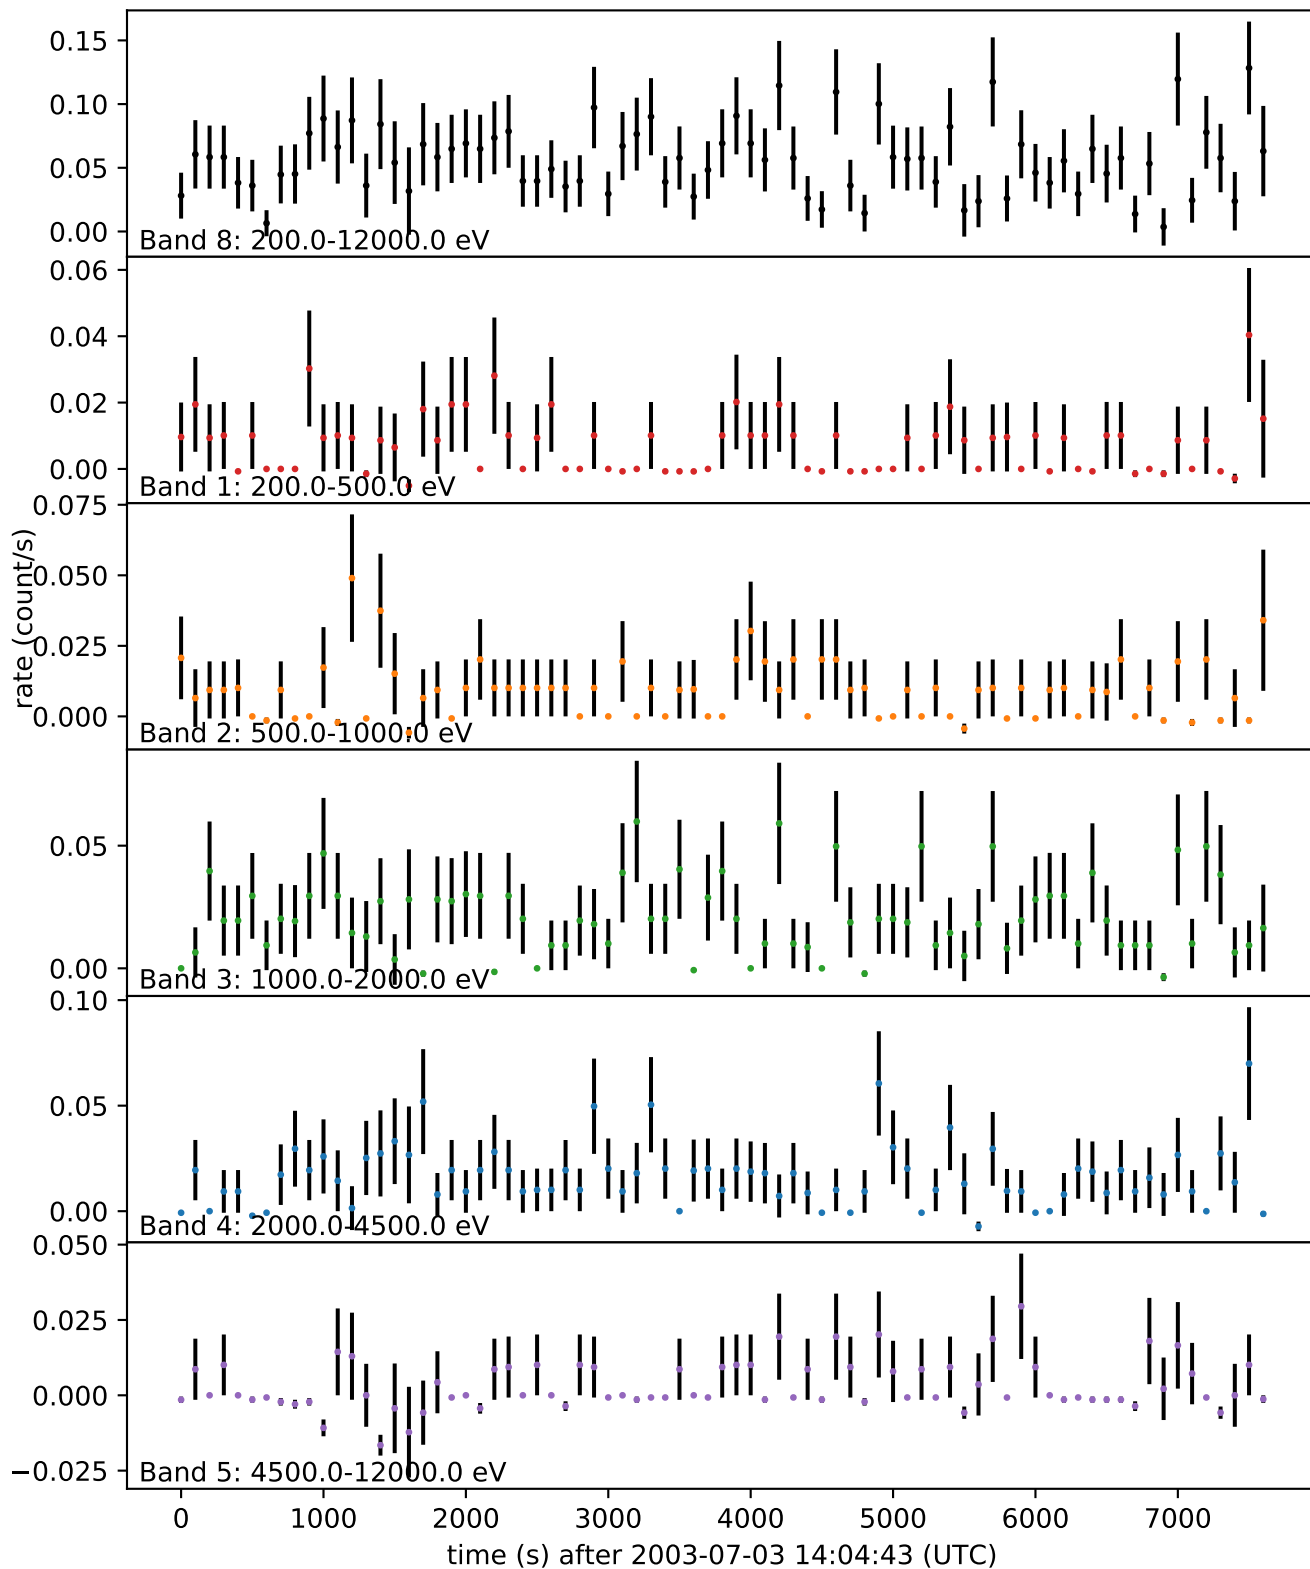 0.15
0.10
0.05
0.00
Band 8: 200.0-12000.0 eV
0.06
0.04
0.02
0.00
Band 1: 200.0-500.0 eV
rate (count/s)
0.075
0.050
0.025
0.000
Band 2: 500.0-1000.0 eV
0.05
0.00
Band 3: 1000.0-2000.0 eV
0.10
0.05
0.00
Band 4: 2000.0-4500.0 eV
0.050
0.025
0.000
−0.025
Band 5: 4500.0-12000.0 eV
0 1000 2000 3000 4000 5000 6000 7000
time (s) after 2003-07-03 14:04:43 (UTC)